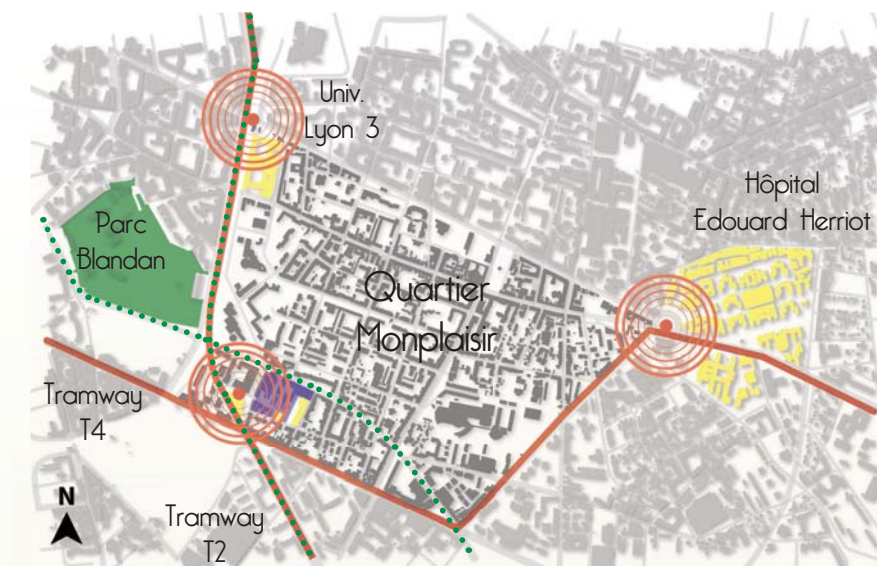 Univ.
Lyon 3
Hôpital
Edouard Herriot
Parc
Blandan
Quartier
Monplaisir
Tramway
T4
N
Tramway
T2